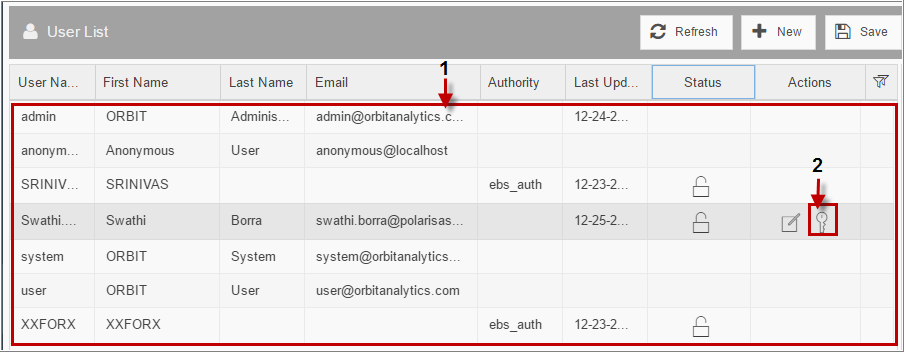 User List Refresh New Save
User Na... First Name Last Name Email Authority Last Upd... Status Actions
1
admin ORBIT Adminis... admin@orbitanalytics.c... 12-24-2...
anonym... Anonymous User anonymous@localhost
2
SRINIV... SRINIVAS ebs_auth 12-23-2...
Swathi.... Swathi Borra swathi.borra@polarisas... 12-25-2...
system ORBIT System system@orbitanalytics...
user ORBIT User user@orbitanalytics.com
XXFORX XXFORX ebs_auth 12-23-2...